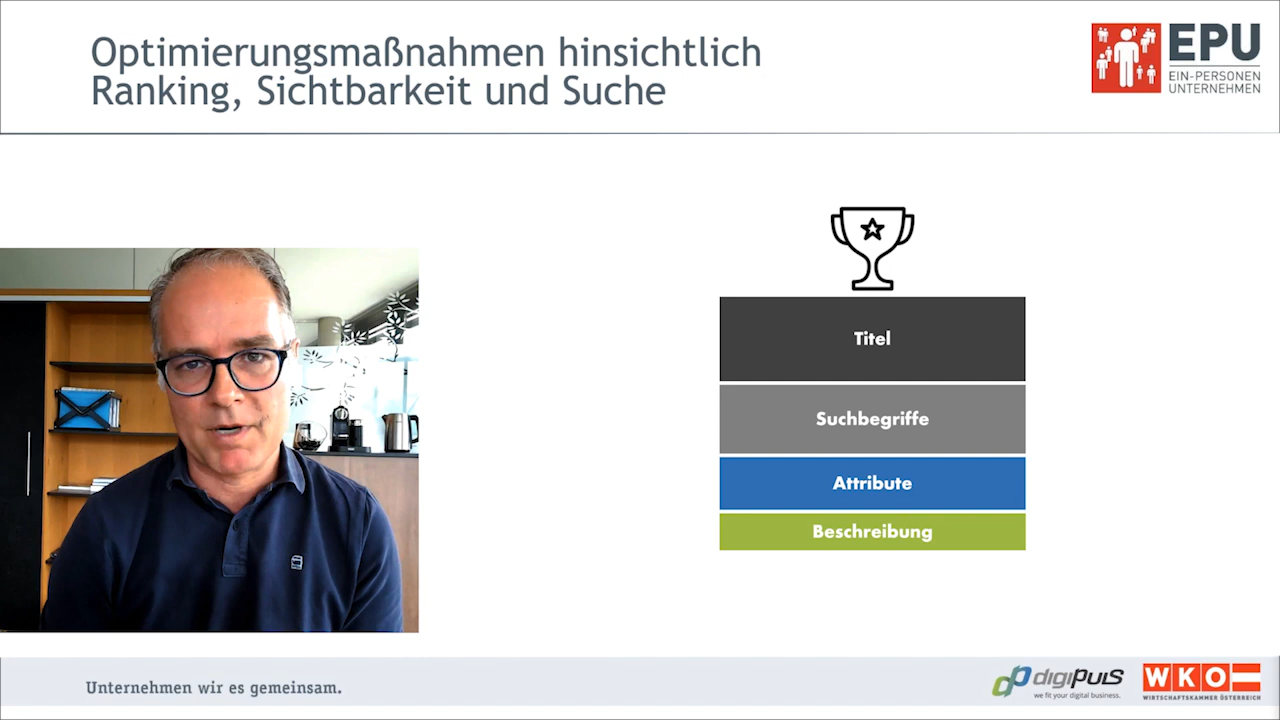 Optimierungsmaßnahmen hinsichtlich
Ranking, Sichtbarkeit und Suche
EPU
EIN-PERSONEN
UNTERNEHMEN
Titel
Suchbegriffe
Attribute
Beschreibung
Unternehmen wir es gemeinsam.
digiPULS
we fit your digital business.
WKO
WIRTSCHAFTSKAMMER ÖSTERREICH